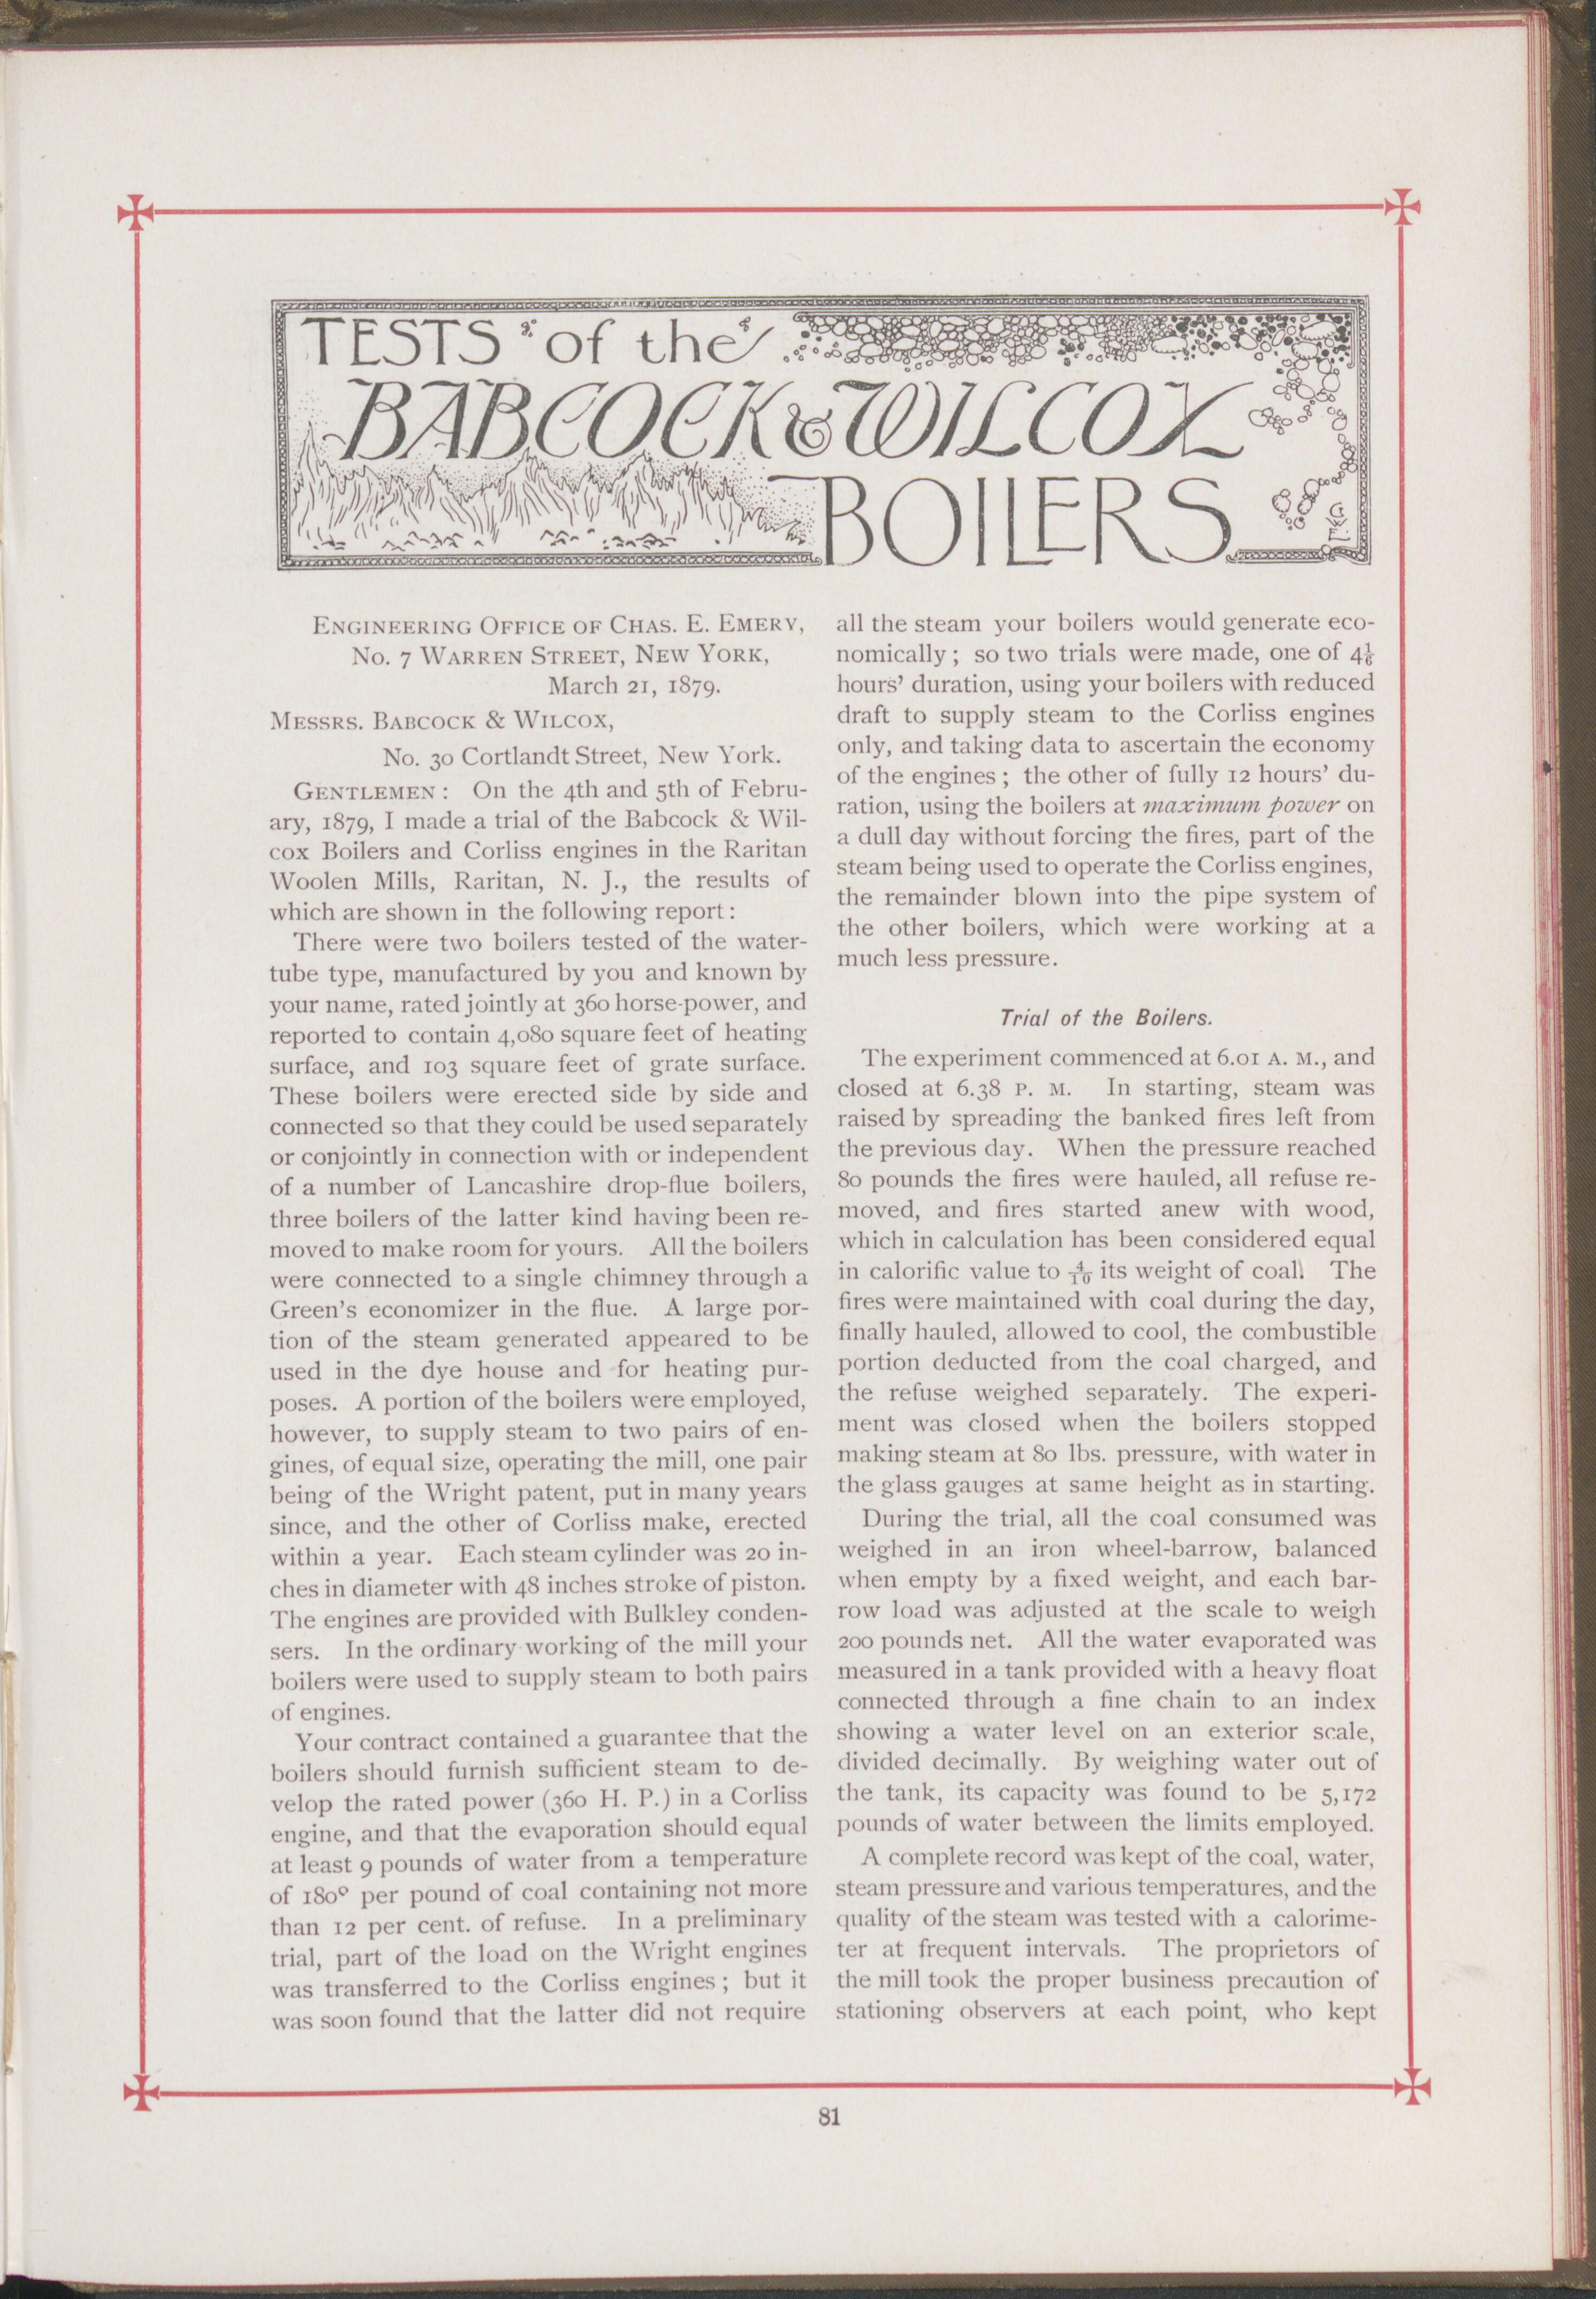 TESTS of the
BABCOCK & WILCOX
BOILERS
ENGINEERING OFFICE OF CHAS. E. EMERY,
No. 7 WARREN STREET, NEW YORK,
March 21, 1879.
MESSRS. BABCOCK & WILCOX,
No. 30 Cortlandt Street, New York.
GENTLEMEN: On the 4th and 5th of Febru-
ary, 1879, I made a trial of the Babcock & Wil-
cox Boilers and Corliss engines in the Raritan
Woolen Mills, Raritan, N. J., the results of
which are shown in the following report:
There were two boilers tested of the water-
tube type, manufactured by you and known by
your name, rated jointly at 360 horse-power, and
reported to contain 4,080 square feet of heating
surface, and 103 square feet of grate surface.
These boilers were erected side by side and
connected so that they could be used separately
or conjointly in connection with or independent
of a number of Lancashire drop-flue boilers,
three boilers of the latter kind having been re-
moved to make room for yours. All the boilers
were connected to a single chimney through a
Green's economizer in the flue. A large por-
tion of the steam generated appeared to be
used in the dye house and for heating pur-
poses. A portion of the boilers were employed,
however, to supply steam to two pairs of en-
gines, of equal size, operating the mill, one pair
being of the Wright patent, put in many years
since, and the other of Corliss make, erected
within a year. Each steam cylinder was 20 in-
ches in diameter with 48 inches stroke of piston.
The engines are provided with Bulkley conden-
sers. In the ordinary working of the mill your
boilers were used to supply steam to both pairs
of engines.
Your contract contained a guarantee that the
boilers should furnish sufficient steam to de-
velop the rated power (360 H. P.) in a Corliss
engine, and that the evaporation should equal
at least 9 pounds of water from a temperature
of 180° per pound of coal containing not more
than 12 per cent. of refuse. In a preliminary
trial, part of the load on the Wright engines
was transferred to the Corliss engines; but it
was soon found that the latter did not require
all the steam your boilers would generate eco-
nomically; so two trials were made, one of 4⅙
hours' duration, using your boilers with reduced
draft to supply steam to the Corliss engines
only, and taking data to ascertain the economy
of the engines; the other of fully 12 hours' du-
ration, using the boilers at maximum power on
a dull day without forcing the fires, part of the
steam being used to operate the Corliss engines,
the remainder blown into the pipe system of
the other boilers, which were working at a
much less pressure.
Trial of the Boilers.
The experiment commenced at 6.01 A. M., and
closed at 6.38 P. M. In starting, steam was
raised by spreading the banked fires left from
the previous day. When the pressure reached
80 pounds the fires were hauled, all refuse re-
moved, and fires started anew with wood,
which in calculation has been considered equal
in calorific value to 4/10 its weight of coal. The
fires were maintained with coal during the day,
finally hauled, allowed to cool, the combustible
portion deducted from the coal charged, and
the refuse weighed separately. The experi-
ment was closed when the boilers stopped
making steam at 80 lbs. pressure, with water in
the glass gauges at same height as in starting.
During the trial, all the coal consumed was
weighed in an iron wheel-barrow, balanced
when empty by a fixed weight, and each bar-
row load was adjusted at the scale to weigh
200 pounds net. All the water evaporated was
measured in a tank provided with a heavy float
connected through a fine chain to an index
showing a water level on an exterior scale,
divided decimally. By weighing water out of
the tank, its capacity was found to be 5,172
pounds of water between the limits employed.
A complete record was kept of the coal, water,
steam pressure and various temperatures, and the
quality of the steam was tested with a calorime-
ter at frequent intervals. The proprietors of
the mill took the proper business precaution of
stationing observers at each point, who kept
81